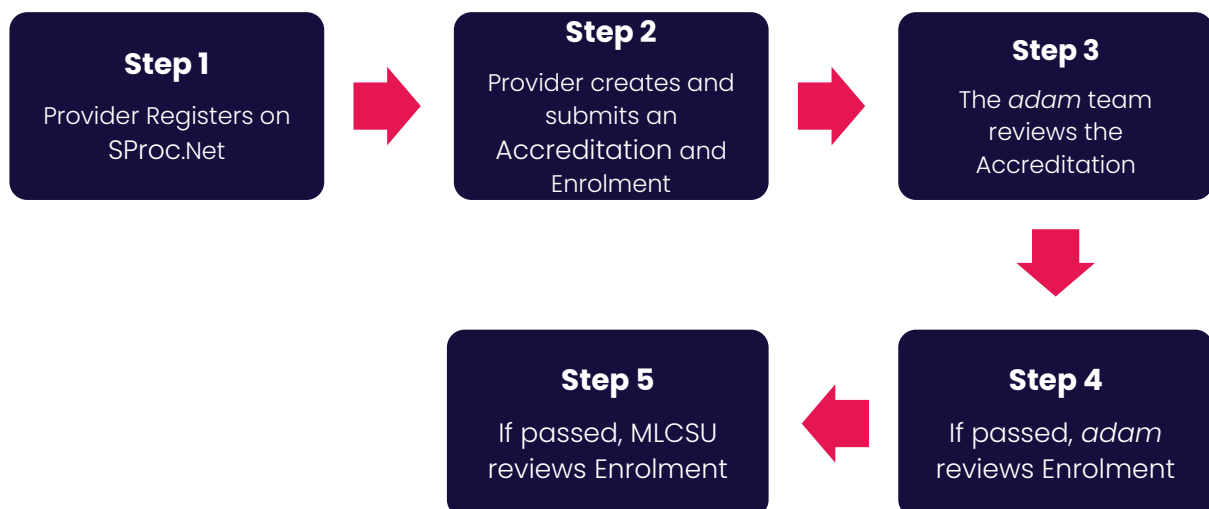 Step 1
Provider Registers on
SProc.Net
Step 2
Provider creates and
submits an
Accreditation and
Enrolment
Step 3
The adam team
reviews the
Accreditation
Step 4
If passed, adam
reviews Enrolment
Step 5
If passed, MLCSU
reviews Enrolment